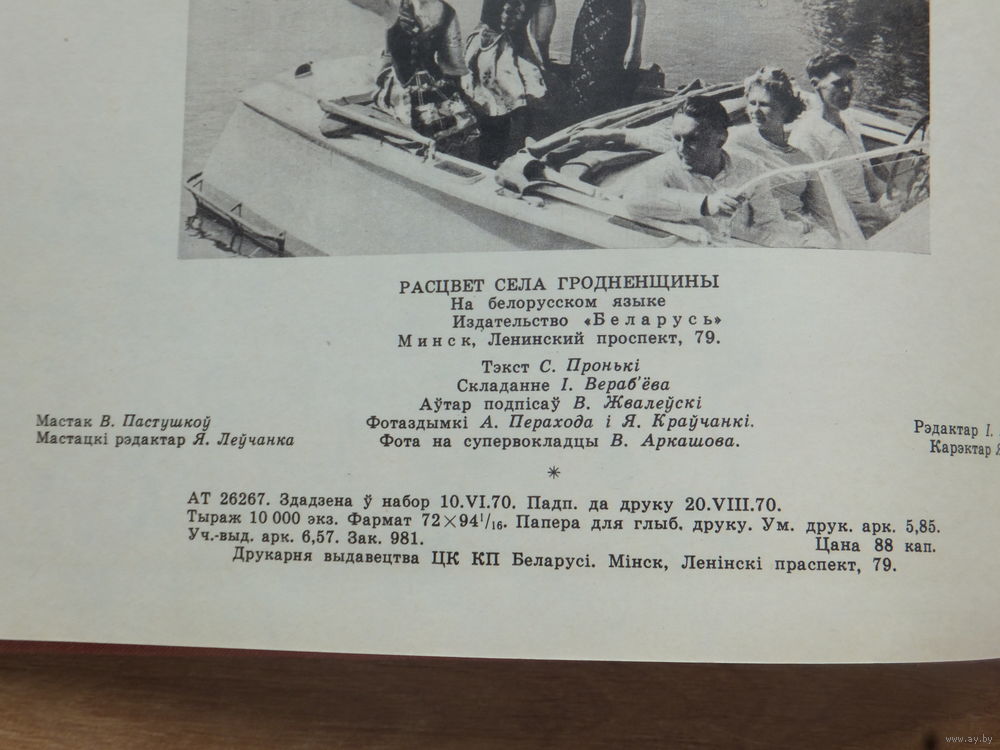 РАСЦВЕТ СЕЛА ГРОДНЕНЩИНЫ
На белорусском языке
Издательство «Беларусь»
Минск, Ленинский проспект, 79.
Тэкст С. Пронькі
Складанне І. Вераб'ёва
Аўтар подпісаў В. Жвалеўскі
Мастак В. Пастушкоў
Фотаздымкі А. Перахода і Я. Краўчанкі.
Рэдактар І.
Мастацкі рэдактар Я. Леўчанка
Фота на супервокладцы В. Аркашова.
Карэктар
*
АТ 26267. Здадзена ў набор 10.VI.70. Падп. да друку 20.VIII.70.
Тыраж 10 000 экз. Фармат 72×94¹/₁₆. Папера для глыб. друку. Ум. друк. арк. 5,85.
Уч.-выд. арк. 6,57. Зак. 981. Цана 88 кап.
Друкарня выдавецтва ЦК КП Беларусі. Мінск, Ленінскі праспект, 79.
www.ay.by